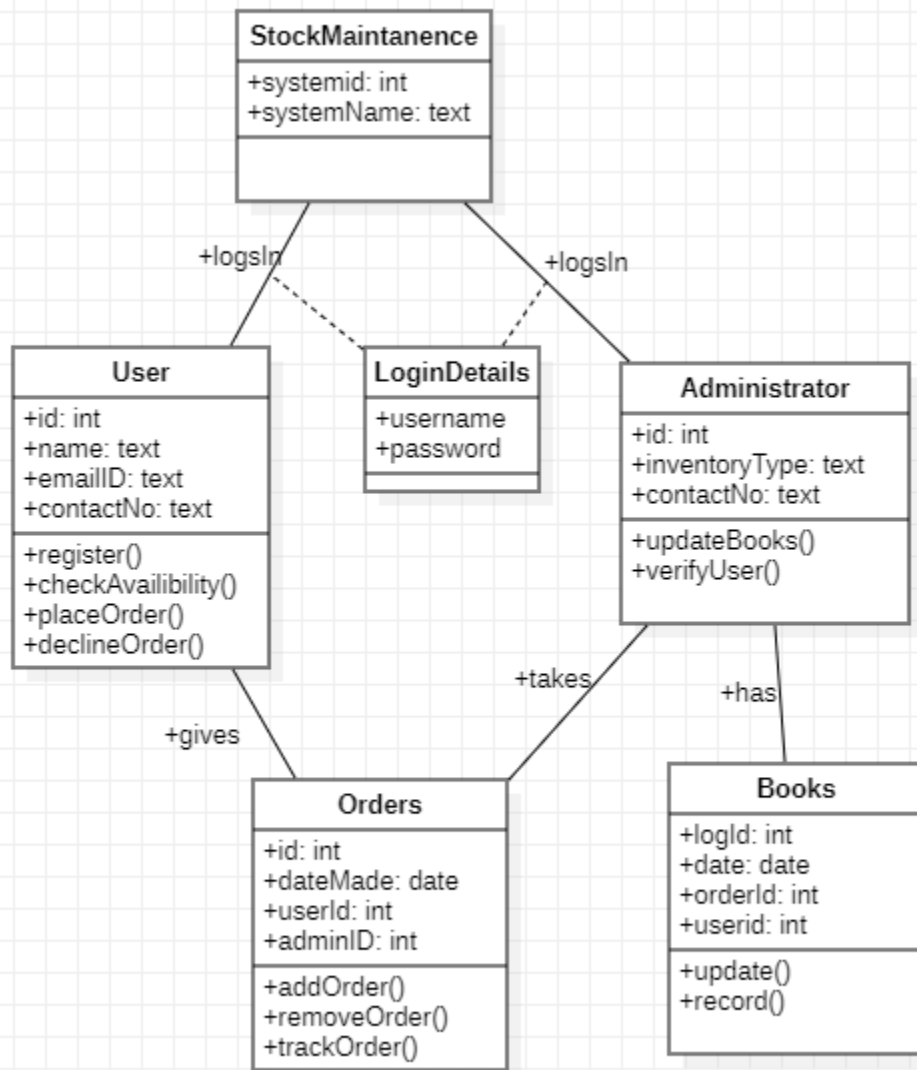 StockMaintanence
+systemid: int
+systemName: text
+logsIn
+logsIn
User
+id: int
+name: text
+emailID: text
+contactNo: text
+register()
+checkAvailibility()
+placeOrder()
+declineOrder()
LoginDetails
+username
+password
Administrator
+id: int
+inventoryType: text
+contactNo: text
+updateBooks()
+verifyUser()
+gives
+takes
+has
Orders
+id: int
+dateMade: date
+userId: int
+adminID: int
+addOrder()
+removeOrder()
+trackOrder()
Books
+logId: int
+date: date
+orderId: int
+userid: int
+update()
+record()